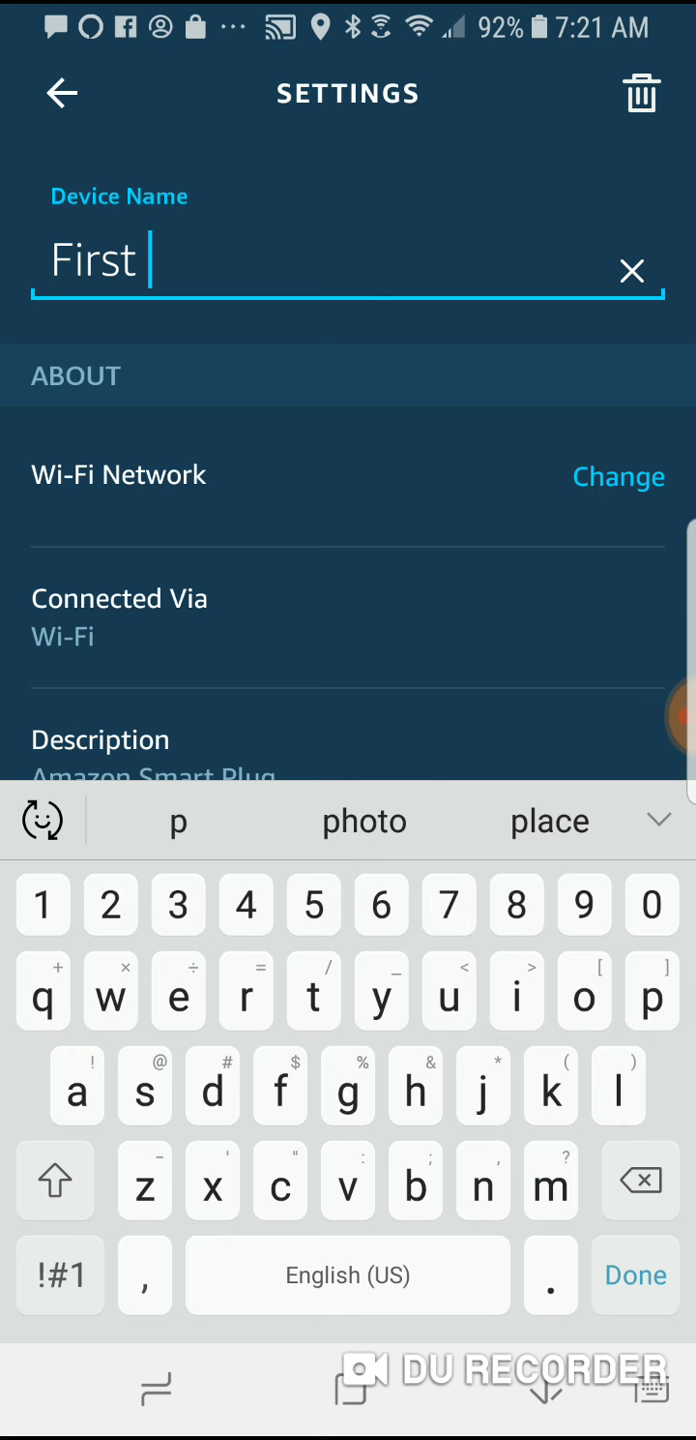 92% 7:21 AM
SETTINGS
Device Name
First
ABOUT
Wi-Fi Network
Change
Connected Via
Wi-Fi
Description
Amazon Smart Plug
p photo place
1 2 3 4 5 6 7 8 9 0
+ × ÷ = / _ < > [ ]
q w e r t y u i o p
! @ # $ % & * ( )
a s d f g h j k l
- ' " : ; , ?
z x c v b n m
!#1 , English (US) . Done
DU RECORDER